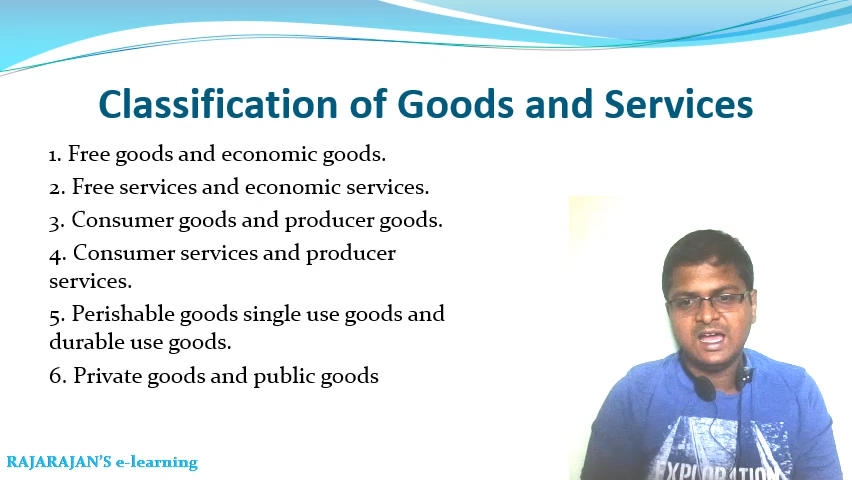 Classification of Goods and Services
1. Free goods and economic goods.
2. Free services and economic services.
3. Consumer goods and producer goods.
4. Consumer services and producer
services.
5. Perishable goods single use goods and
durable use goods.
6. Private goods and public goods
EXPLORATION
RAJARAJAN'S e-learning